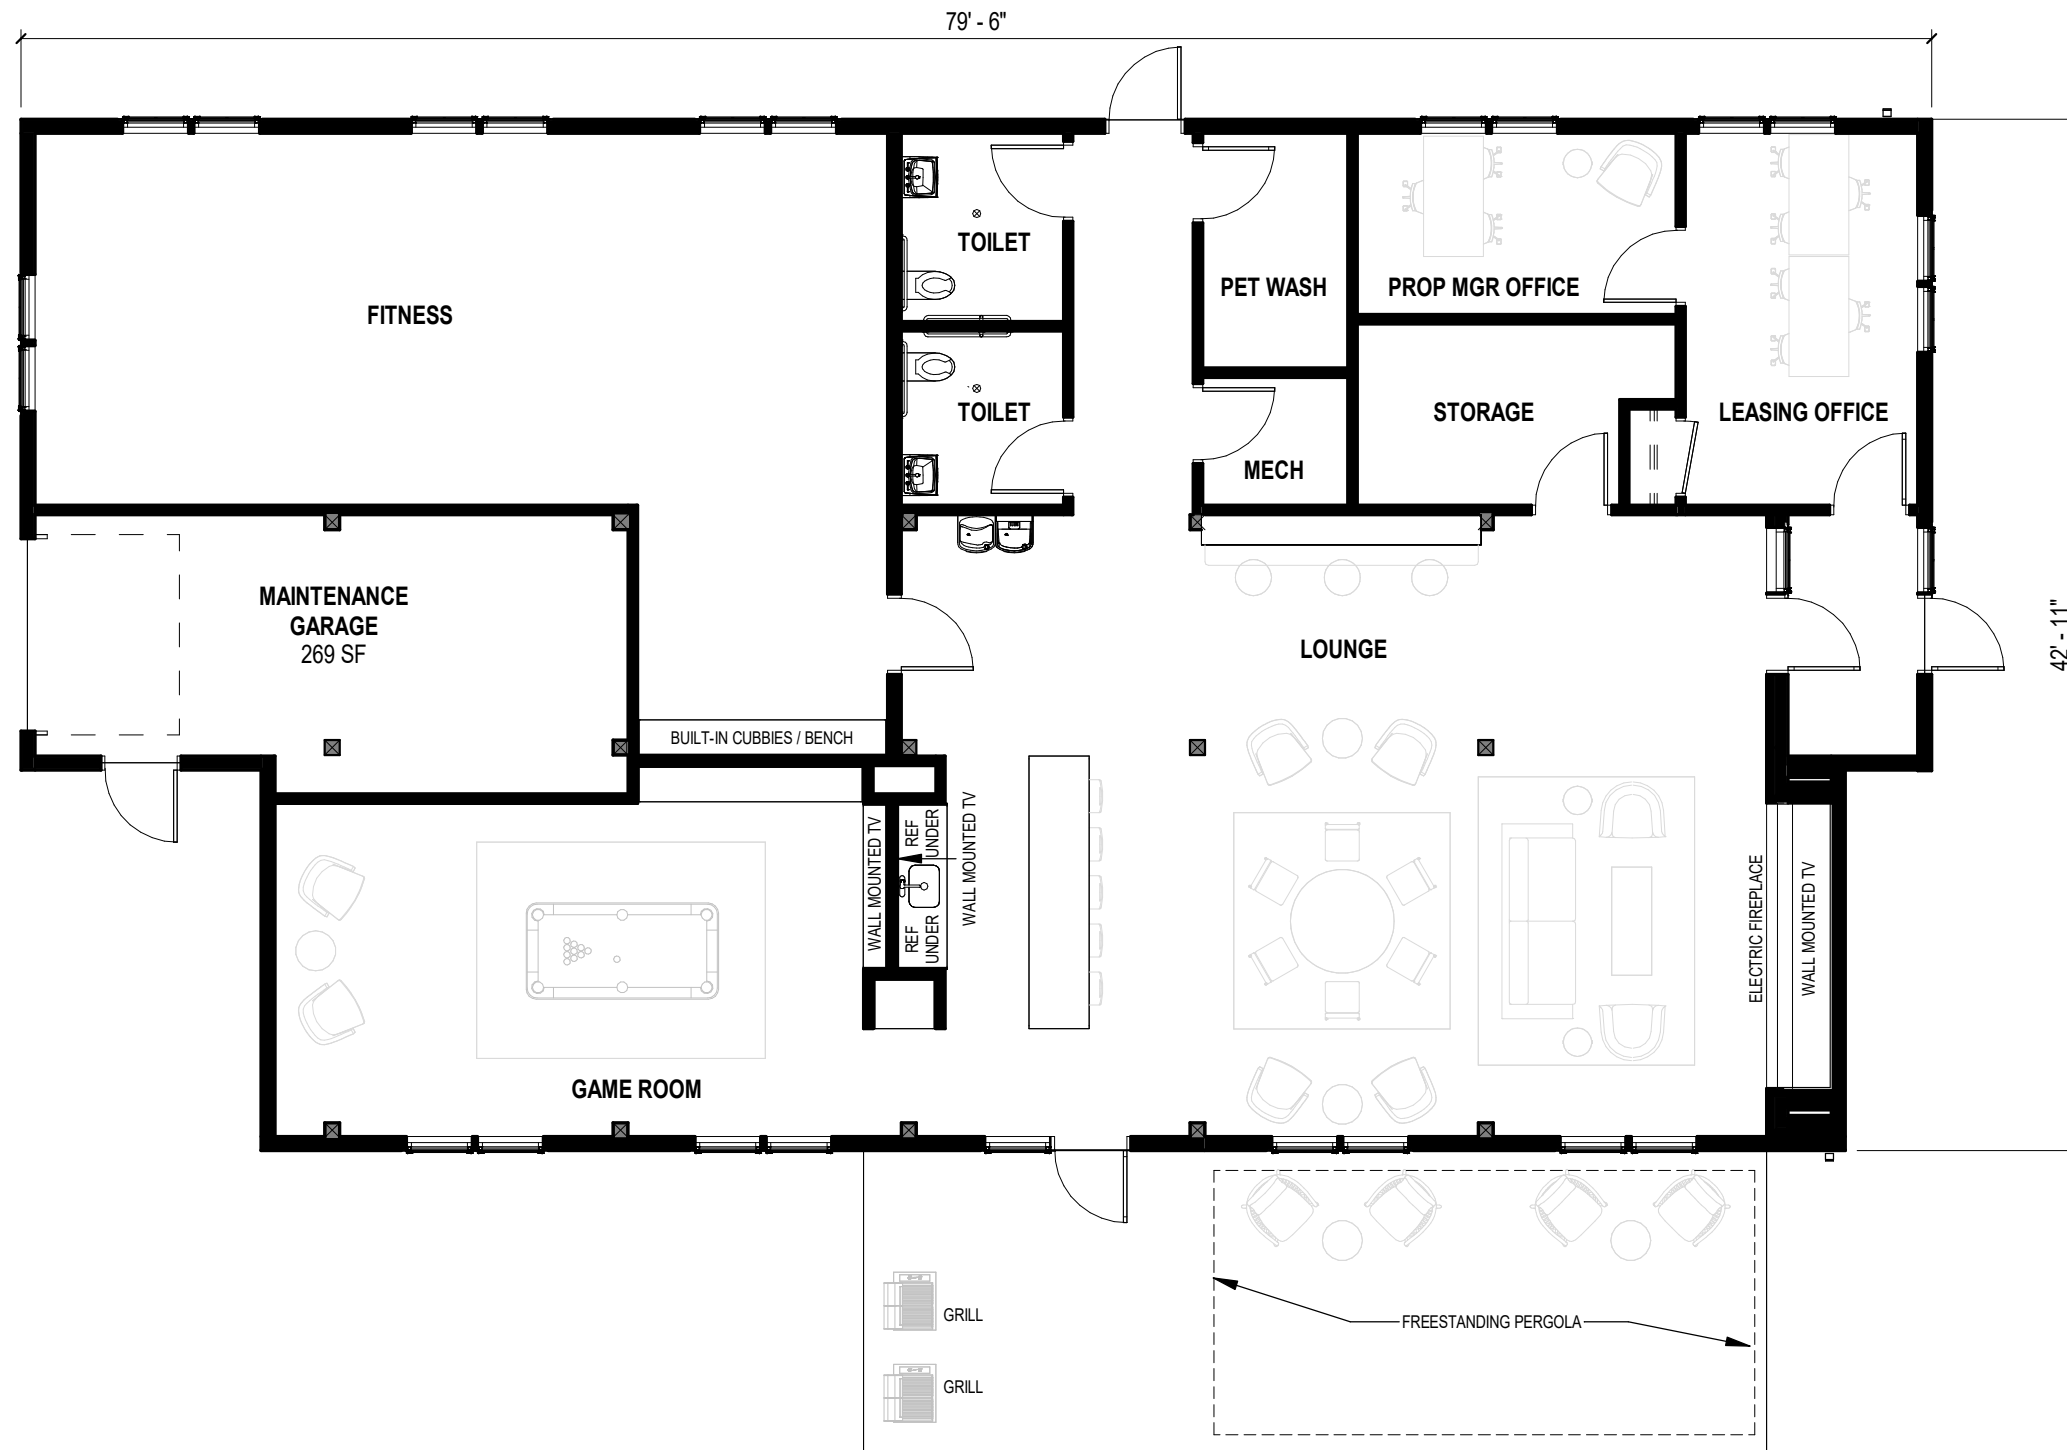 79' - 6"
TOILET
FITNESS
PET WASH
PROP MGR OFFICE
TOILET
STORAGE
LEASING OFFICE
MECH
MAINTENANCE
GARAGE
269 SF
LOUNGE
42' - 11"
BUILT-IN CUBBIES / BENCH
WALL MOUNTED TV
REF
UNDER
REF
UNDER
WALL MOUNTED TV
ELECTRIC FIREPLACE
WALL MOUNTED TV
GAME ROOM
GRILL
FREESTANDING PERGOLA
GRILL